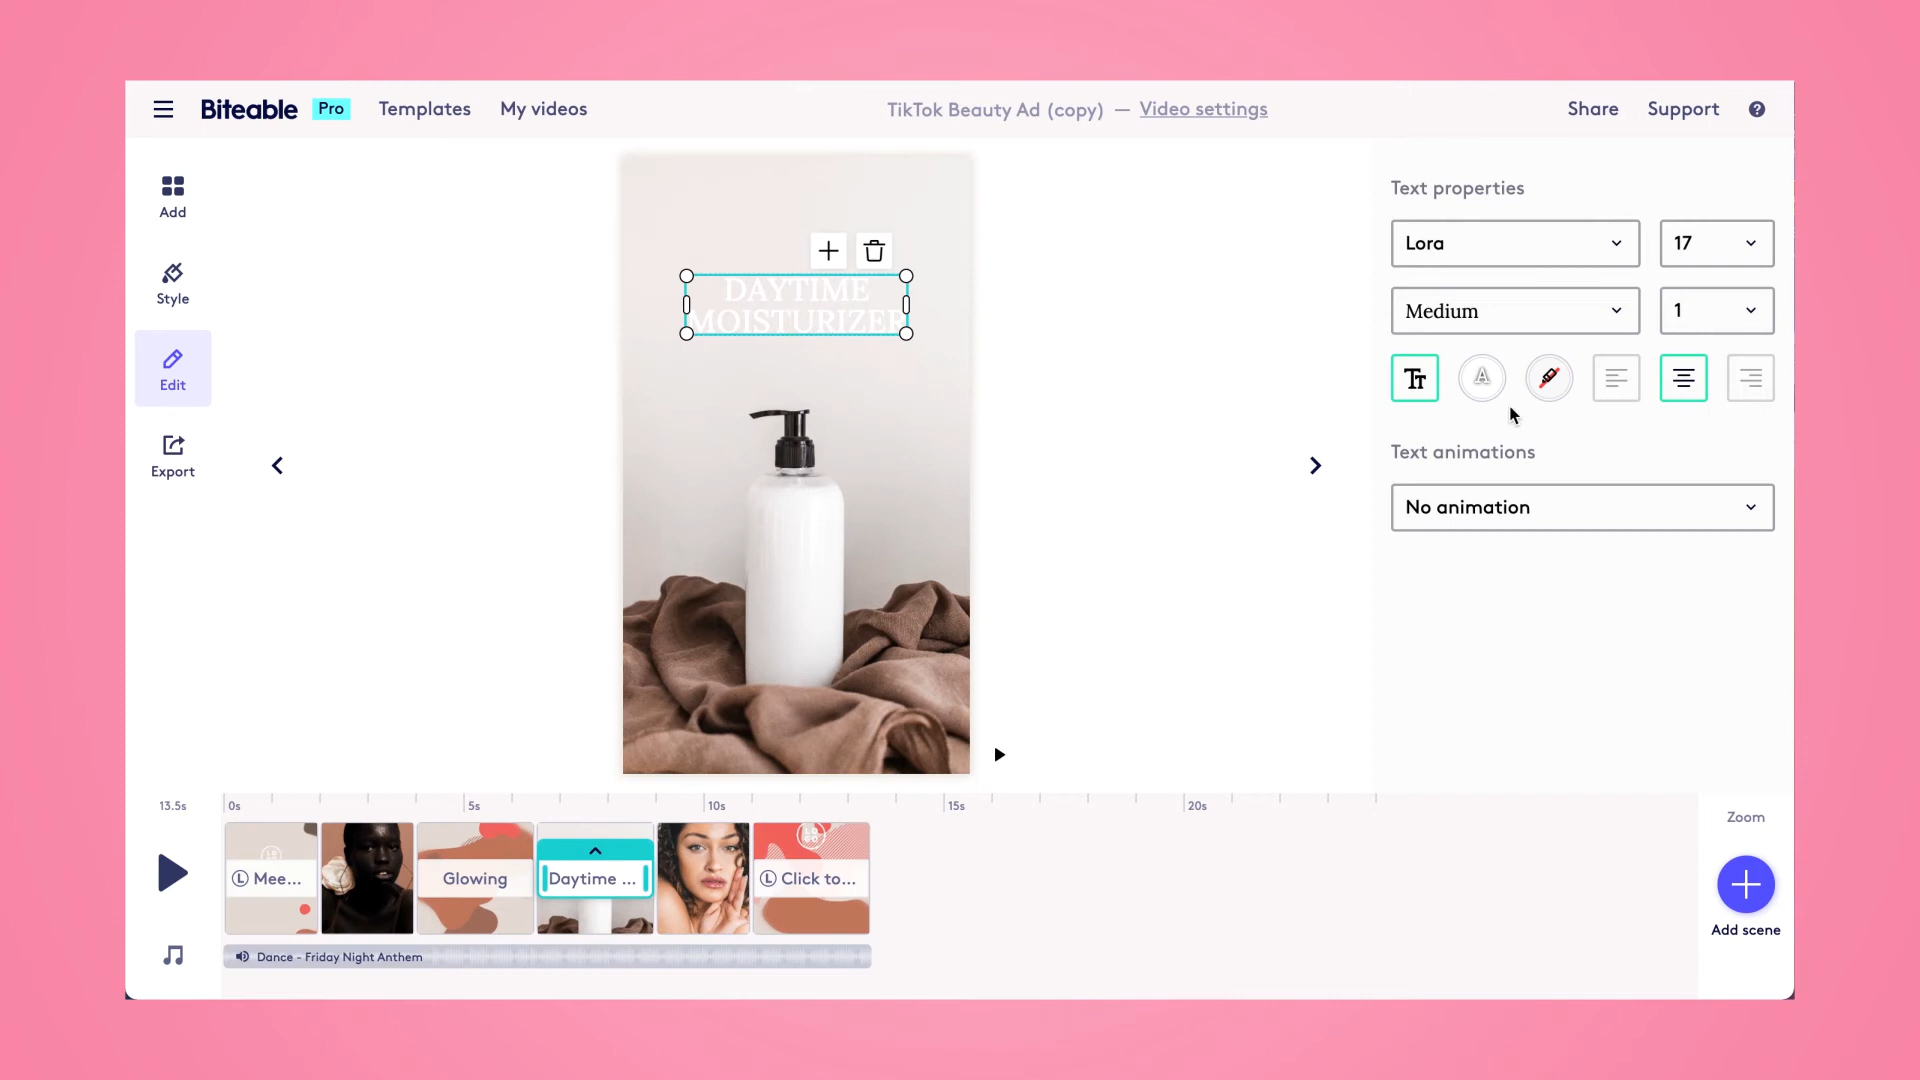 Biteable Pro Templates My videos
TikTok Beauty Ad (copy) — Video settings
Share Support ?
Add
Style
Edit
Export
DAYTIME
MOISTURIZER
Text properties
Lora 17
Medium 1
Text animations
No animation
13.5s 0s 5s 10s 15s 20s
Zoom
Mee...
Glowing
Daytime ...
Click to...
Dance - Friday Night Anthem
Add scene